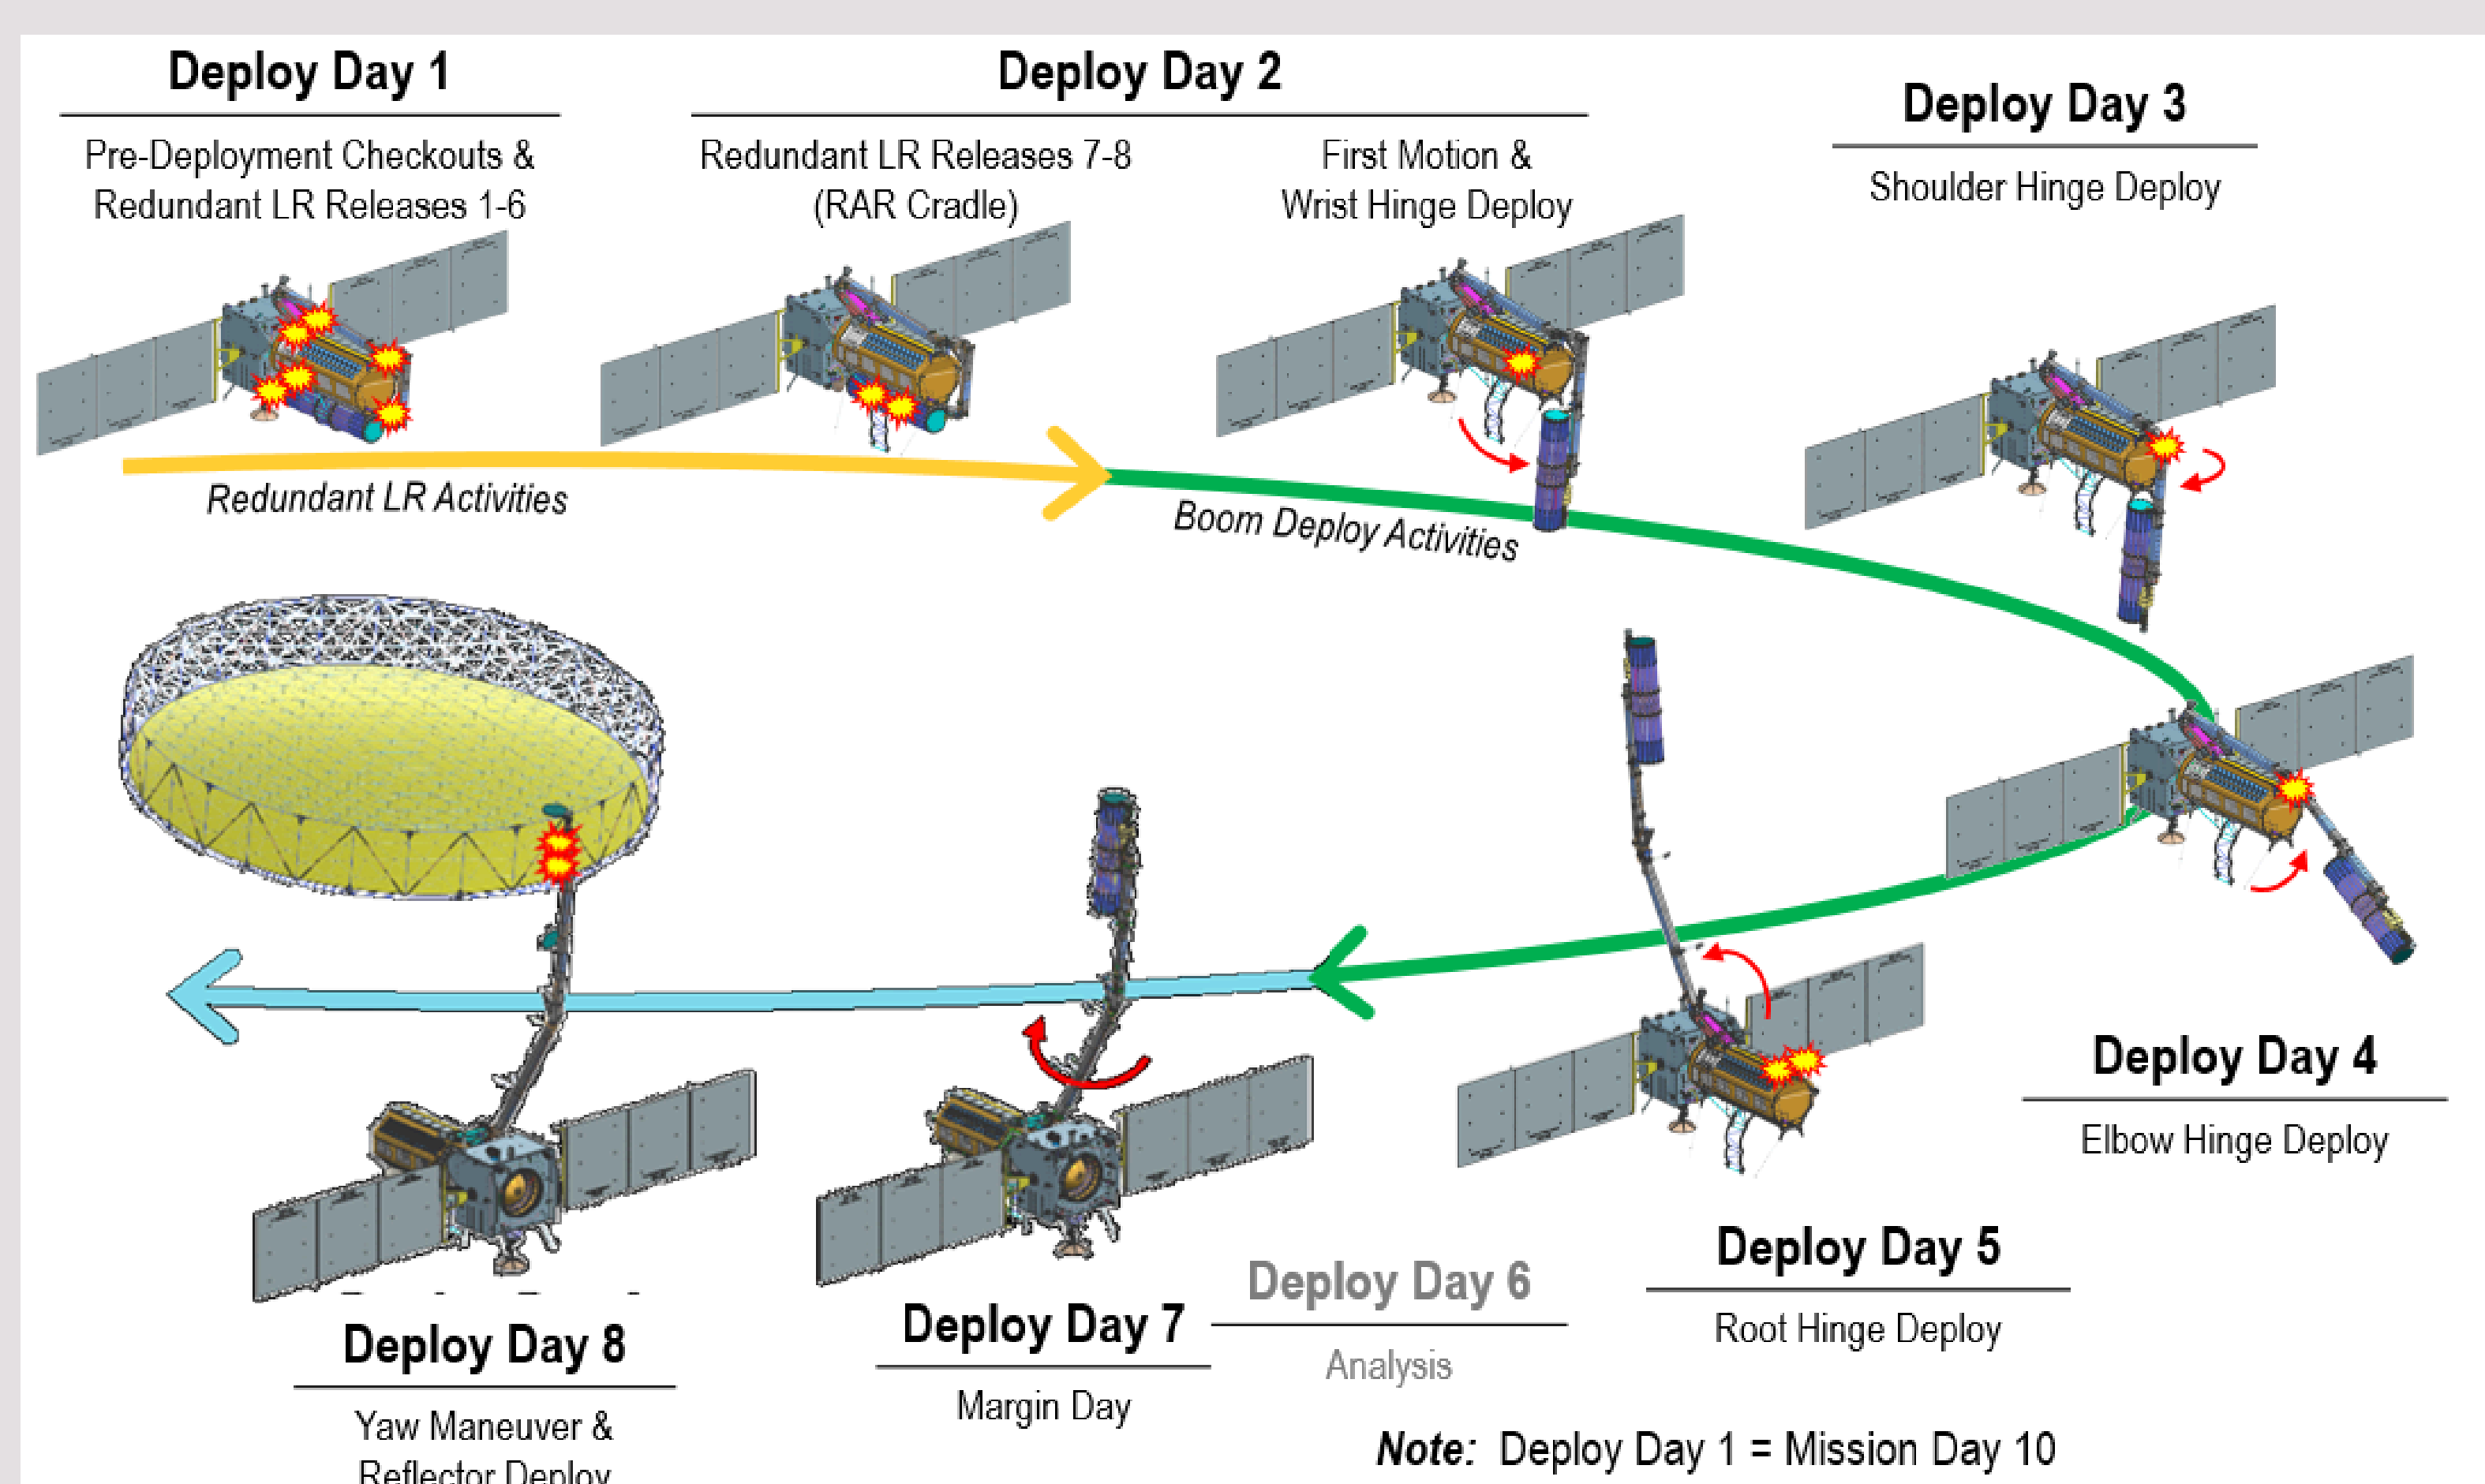 Deploy Day 1
Pre-Deployment Checkouts &
Redundant LR Releases 1-6
Deploy Day 2
Redundant LR Releases 7-8
(RAR Cradle)
First Motion &
Wrist Hinge Deploy
Deploy Day 3
Shoulder Hinge Deploy
Redundant LR Activities
Boom Deploy Activities
Deploy Day 4
Elbow Hinge Deploy
Deploy Day 5
Root Hinge Deploy
Deploy Day 6
Analysis
Deploy Day 7
Margin Day
Deploy Day 8
Yaw Maneuver &
Reflector Deploy
Note: Deploy Day 1 = Mission Day 10